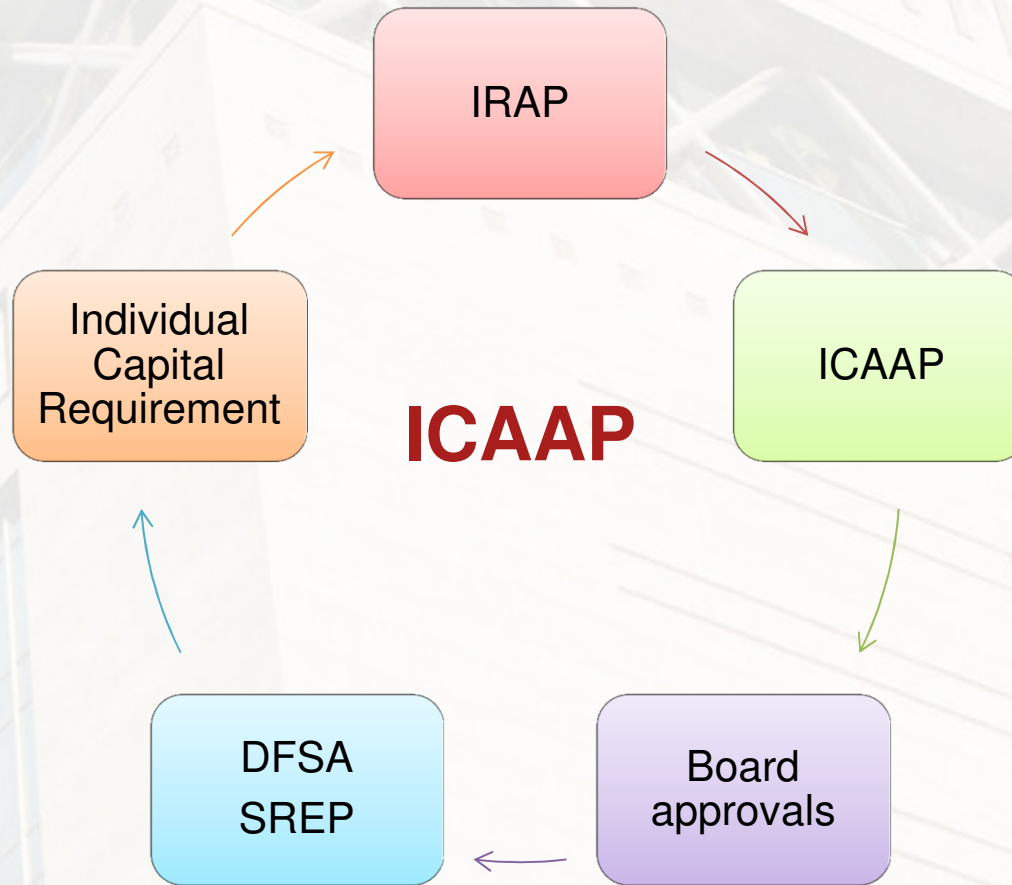 IRAP
ICAAP
Board
approvals
DFSA
SREP
Individual
Capital
Requirement
ICAAP